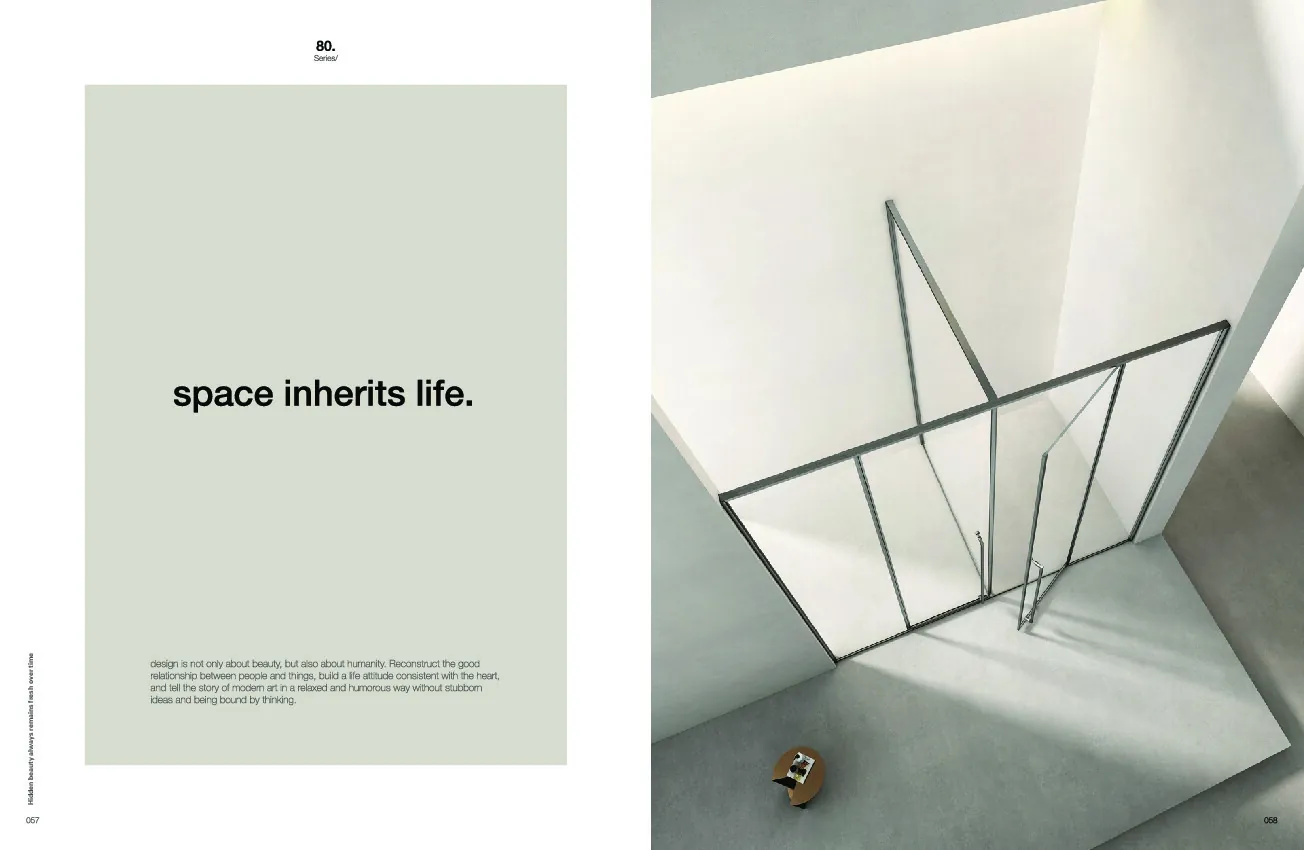 80.
Series/
space inherits life.
design is not only about beauty, but also about humanity. Reconstruct the good
relationship between people and things, build a life attitude consistent with the heart,
and tell the story of modern art in a relaxed and humorous way without stubborn
ideas and being bound by thinking.
Hidden beauty always remains fresh over time
057
058